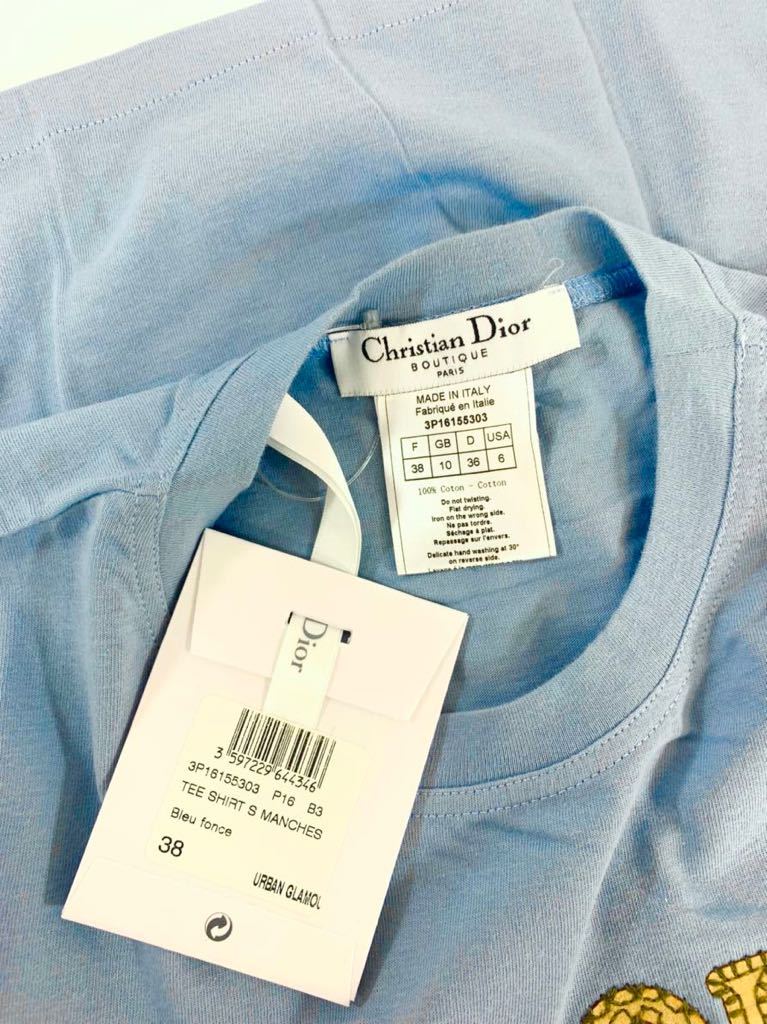 Christian Dior
BOUTIQUE
PARIS
MADE IN ITALY
Fabriqué en Italie
3P16155303
F GB D USA
38 10 36 6
100% Coton - Cotton
Do not twisting.
Flat drying.
Iron on the wrong side.
Ne pas tordre.
Séchage à plat.
Repassage sur l'envers.
Delicate hand washing at 30°
on reverse side.
Dior
3 597229 644346
3P16155303 P16 B3
TEE SHIRT S MANCHES
Bleu fonce
38
URBAN GLAMOU